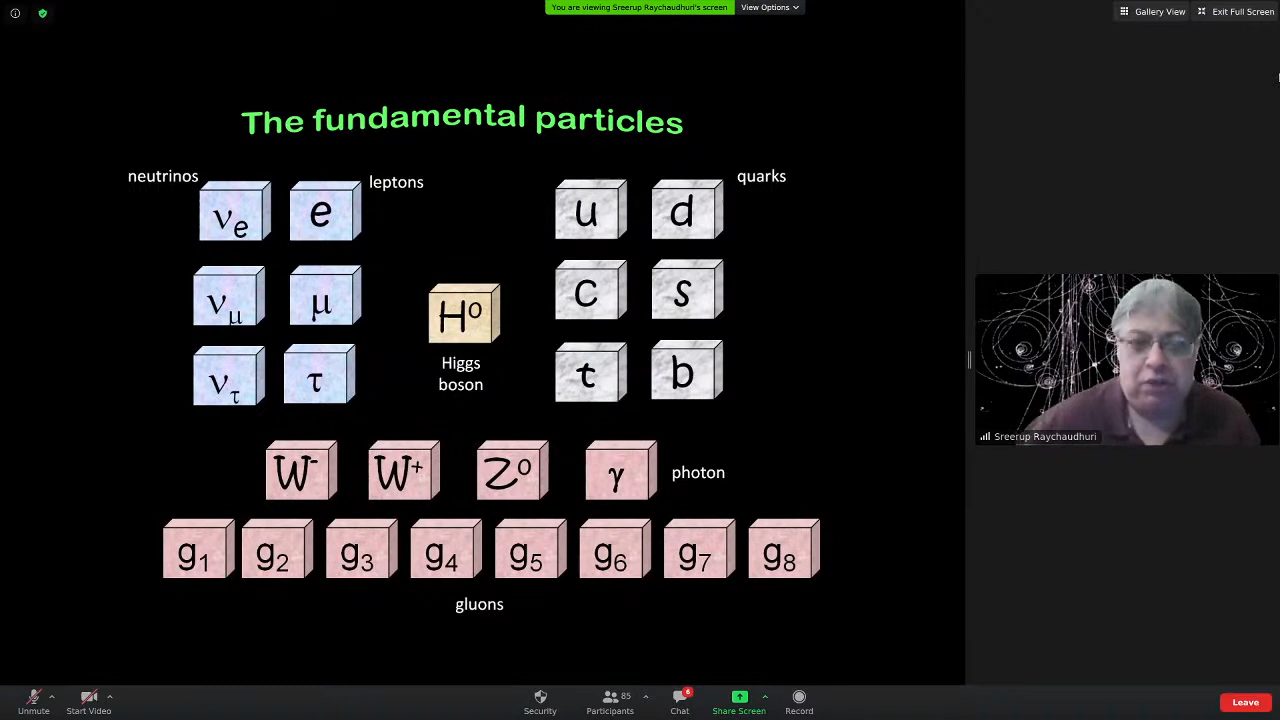 You are viewing Sreerup Raychaudhuri's screen View Options
Gallery View Exit Full Screen
The fundamental particles
neutrinos leptons quarks
νe e u d
νμ μ c s
H0
Higgs
boson
ντ τ t b
W- W+ Z0 γ photon
g1 g2 g3 g4 g5 g6 g7 g8
gluons
Sreerup Raychaudhuri
Unmute Start Video Security Participants 85 Chat 6 Share Screen Record Leave